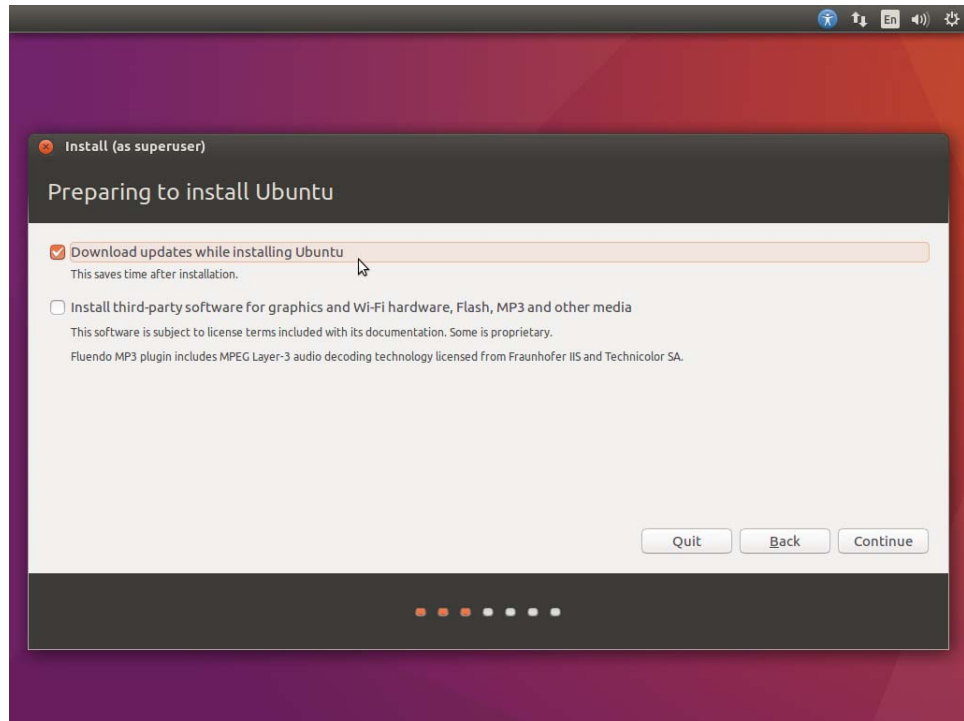 En
Install (as superuser)
Preparing to install Ubuntu
Download updates while installing Ubuntu
This saves time after installation.
Install third-party software for graphics and Wi-Fi hardware, Flash, MP3 and other media
This software is subject to license terms included with its documentation. Some is proprietary.
Fluendo MP3 plugin includes MPEG Layer-3 audio decoding technology licensed from Fraunhofer IIS and Technicolor SA.
Quit Back Continue